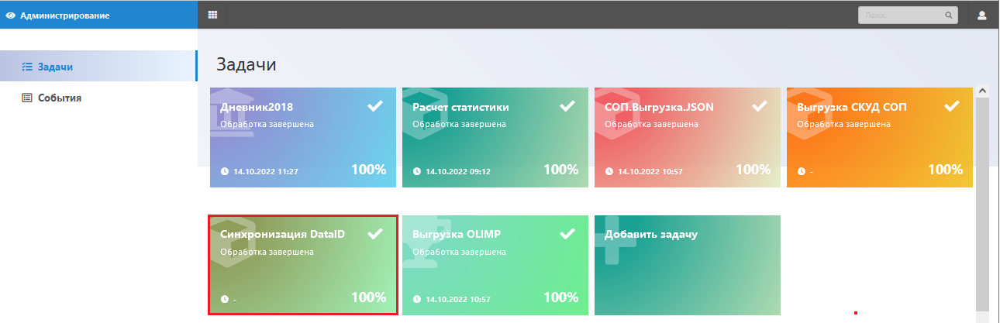 Администрирование
Поиск...
Задачи
События
Задачи
Дневник2018
Обработка завершена
14.10.2022 11:27
100%
Расчет статистики
Обработка завершена
14.10.2022 09:12
100%
СОП.Выгрузка.JSON
Обработка завершена
14.10.2022 10:57
100%
Выгрузка СКУД СОП
Обработка завершена
-
100%
Синхронизация DataID
Обработка завершена
-
100%
Выгрузка OLIMP
Обработка завершена
14.10.2022 10:57
100%
Добавить задачу